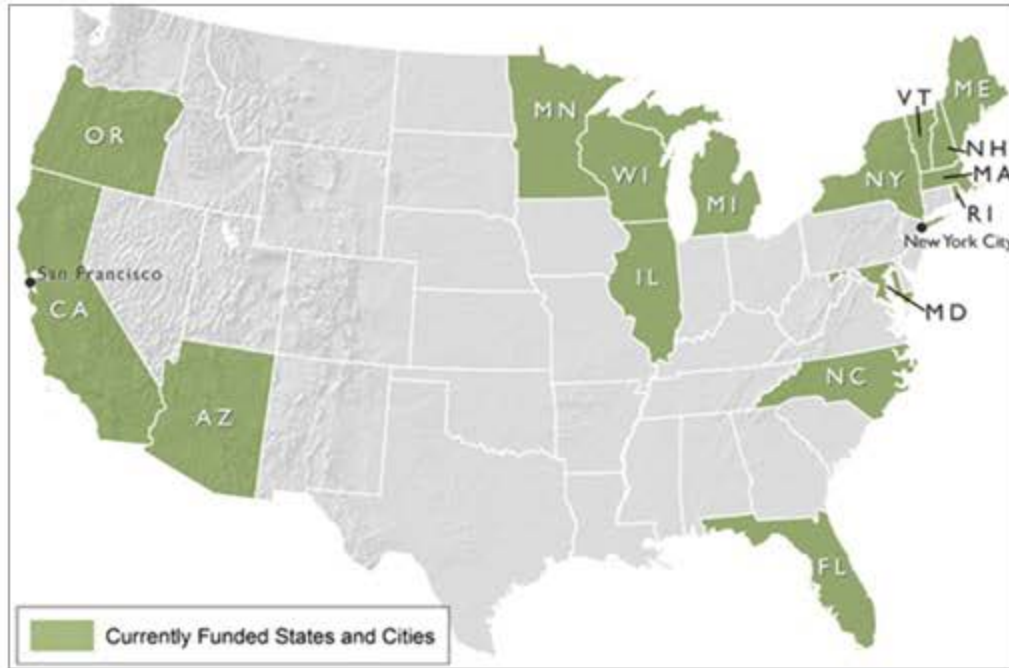 OR
MN
VT
ME
NH
WI
MI
NY
MA
RI
New York City
San Francisco
IL
CA
MD
NC
AZ
FL
Currently Funded States and Cities